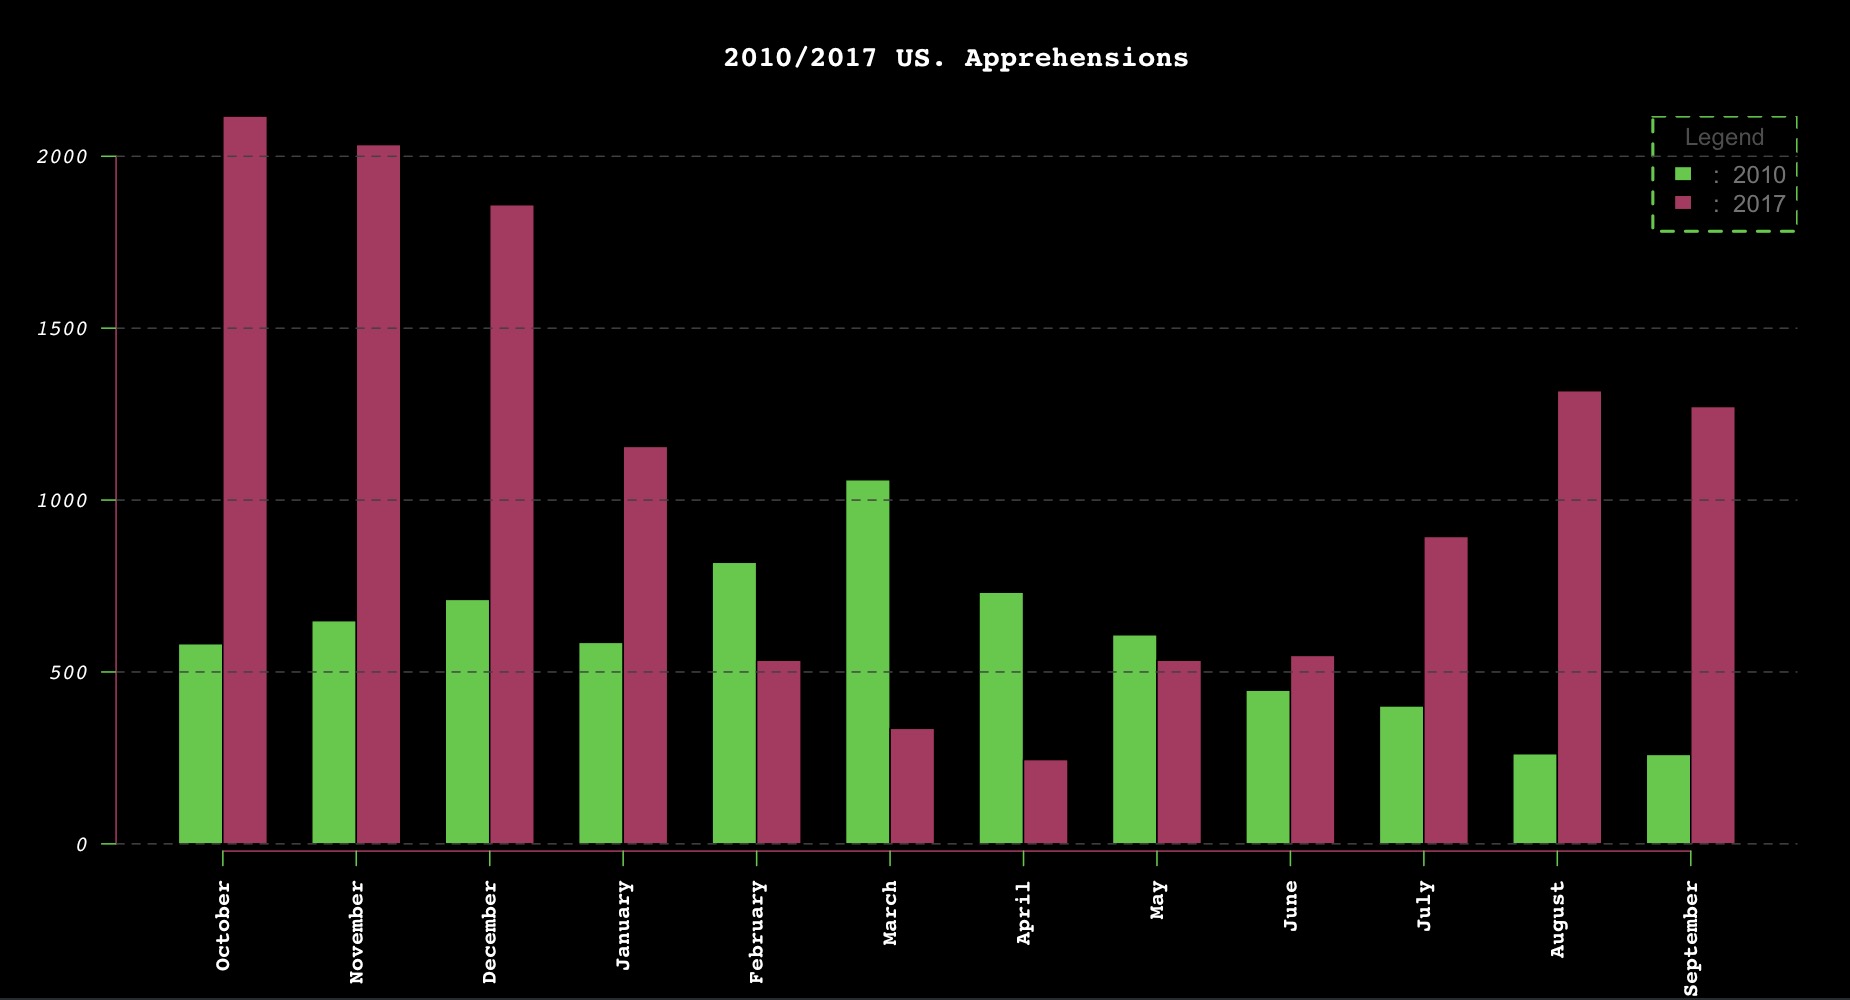 2010/2017 US. Apprehensions
Legend
: 2010
: 2017
2000
1500
1000
500
0
October
November
December
January
February
March
April
May
June
July
August
September